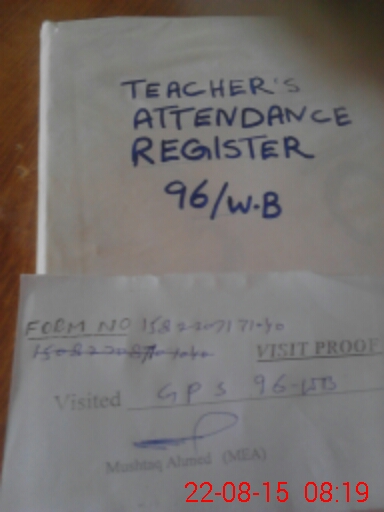 TEACHER'S
ATTENDANCE
REGISTER
96/W.B
FORM NO
VISIT PROOF
Visited GPS 96-WB
Mushtaq Ahmed (MEA)
22-08-15 08:19